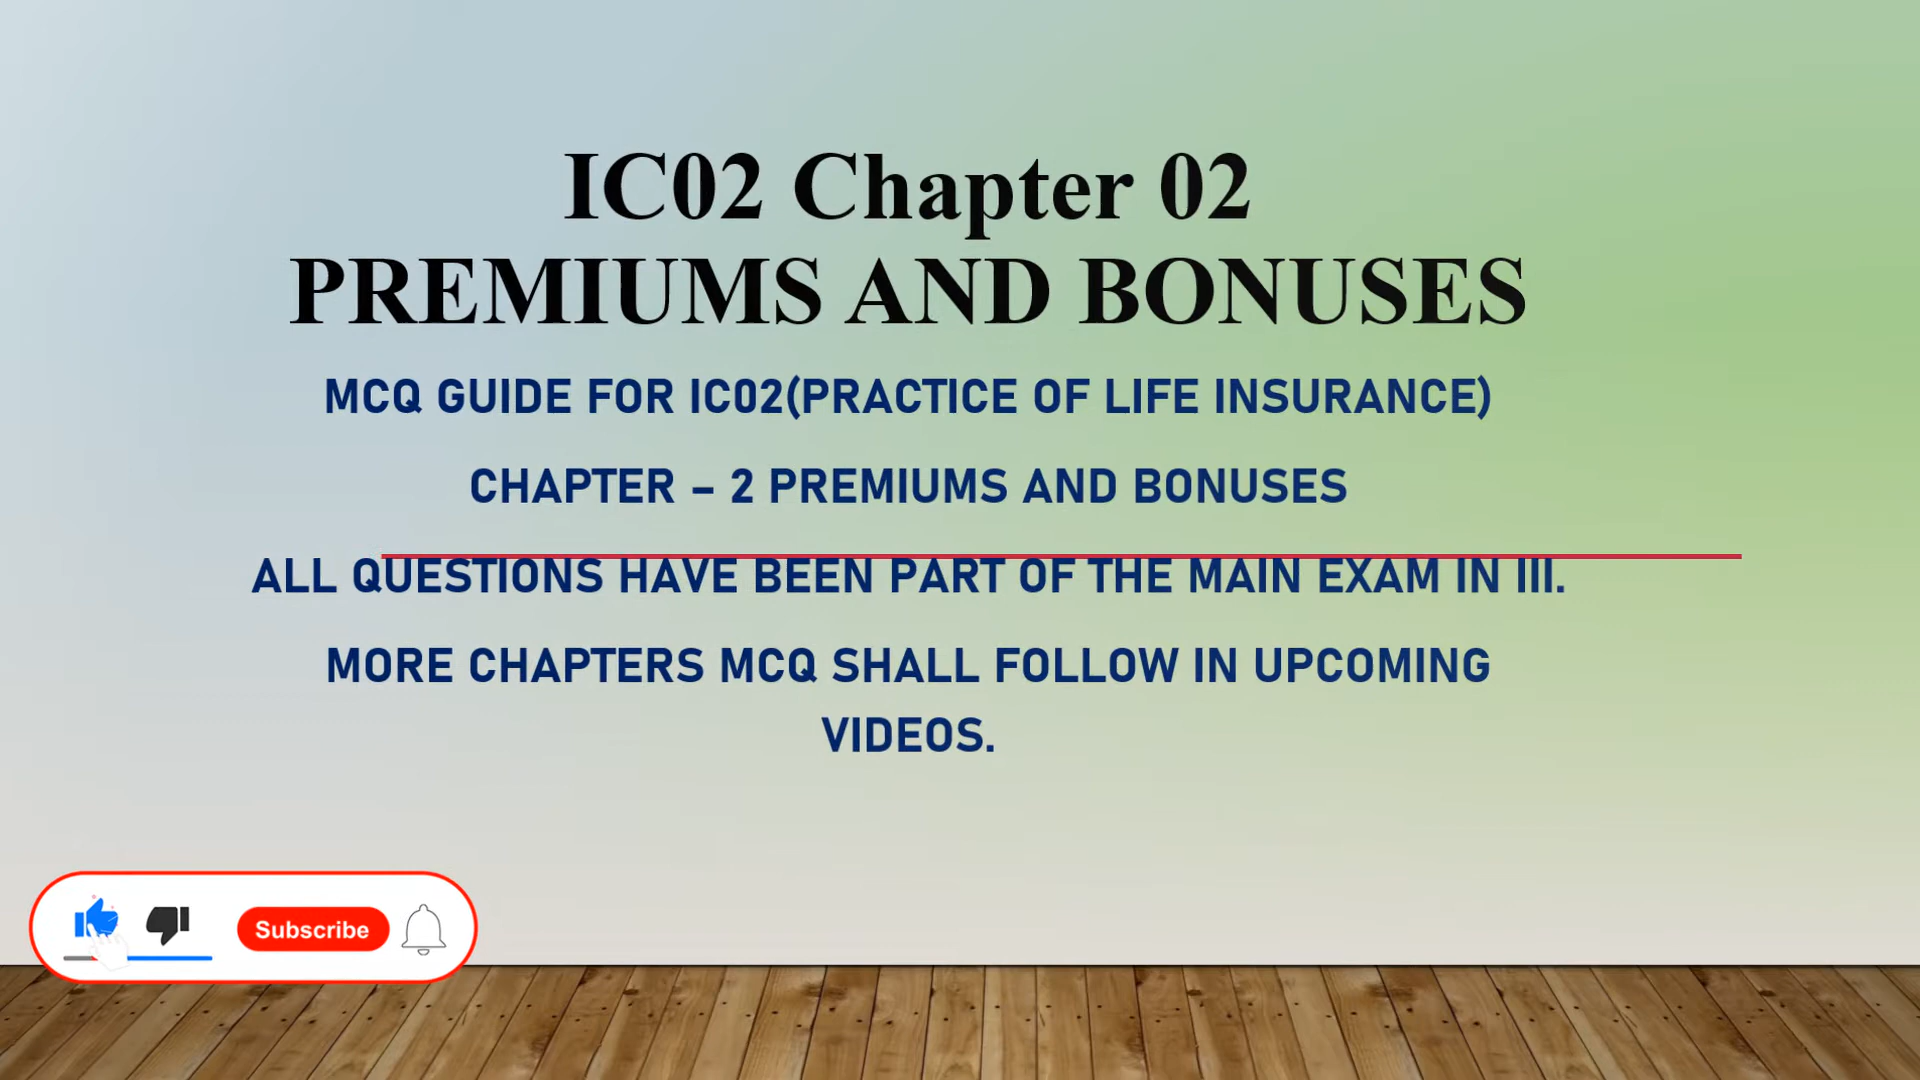 IC02 Chapter 02
PREMIUMS AND BONUSES
MCQ GUIDE FOR IC02(PRACTICE OF LIFE INSURANCE)
CHAPTER – 2 PREMIUMS AND BONUSES
ALL QUESTIONS HAVE BEEN PART OF THE MAIN EXAM IN III.
MORE CHAPTERS MCQ SHALL FOLLOW IN UPCOMING
VIDEOS.
Subscribe